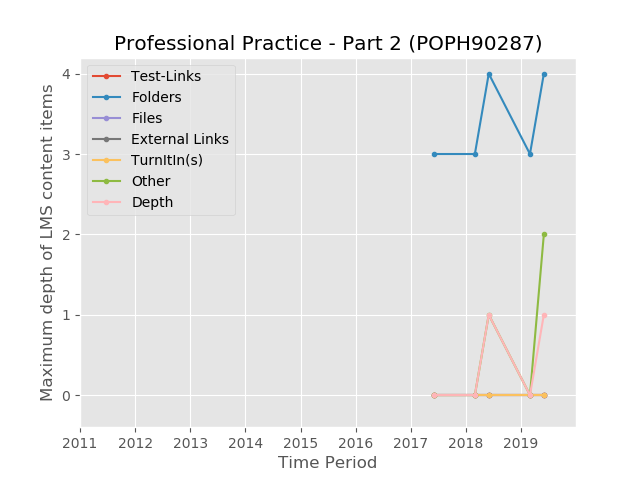 Professional Practice - Part 2 (POPH90287)
Maximum depth of LMS content items
4
3
2
1
0
Test-Links
Folders
Files
External Links
TurnItIn(s)
Other
Depth
2011 2012 2013 2014 2015 2016 2017 2018 2019
Time Period